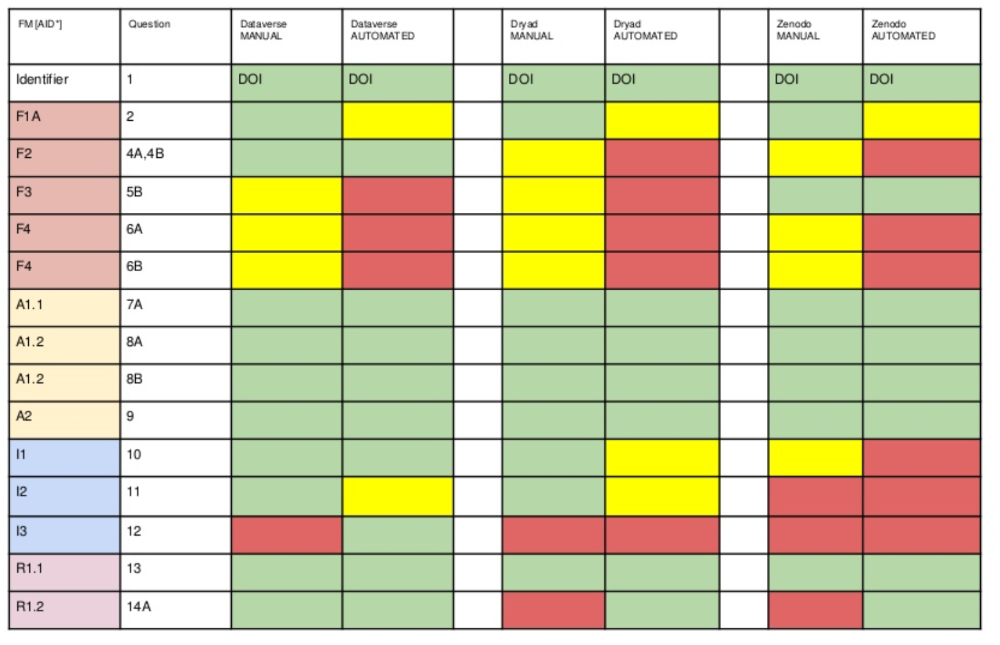 FM[AID*] Question Dataverse MANUAL Dataverse AUTOMATED Dryad MANUAL Dryad AUTOMATED Zenodo MANUAL Zenodo AUTOMATED
Identifier 1 DOI DOI DOI DOI DOI DOI
F1A 2
F2 4A,4B
F3 5B
F4 6A
F4 6B
A1.1 7A
A1.2 8A
A1.2 8B
A2 9
I1 10
I2 11
I3 12
R1.1 13
R1.2 14A